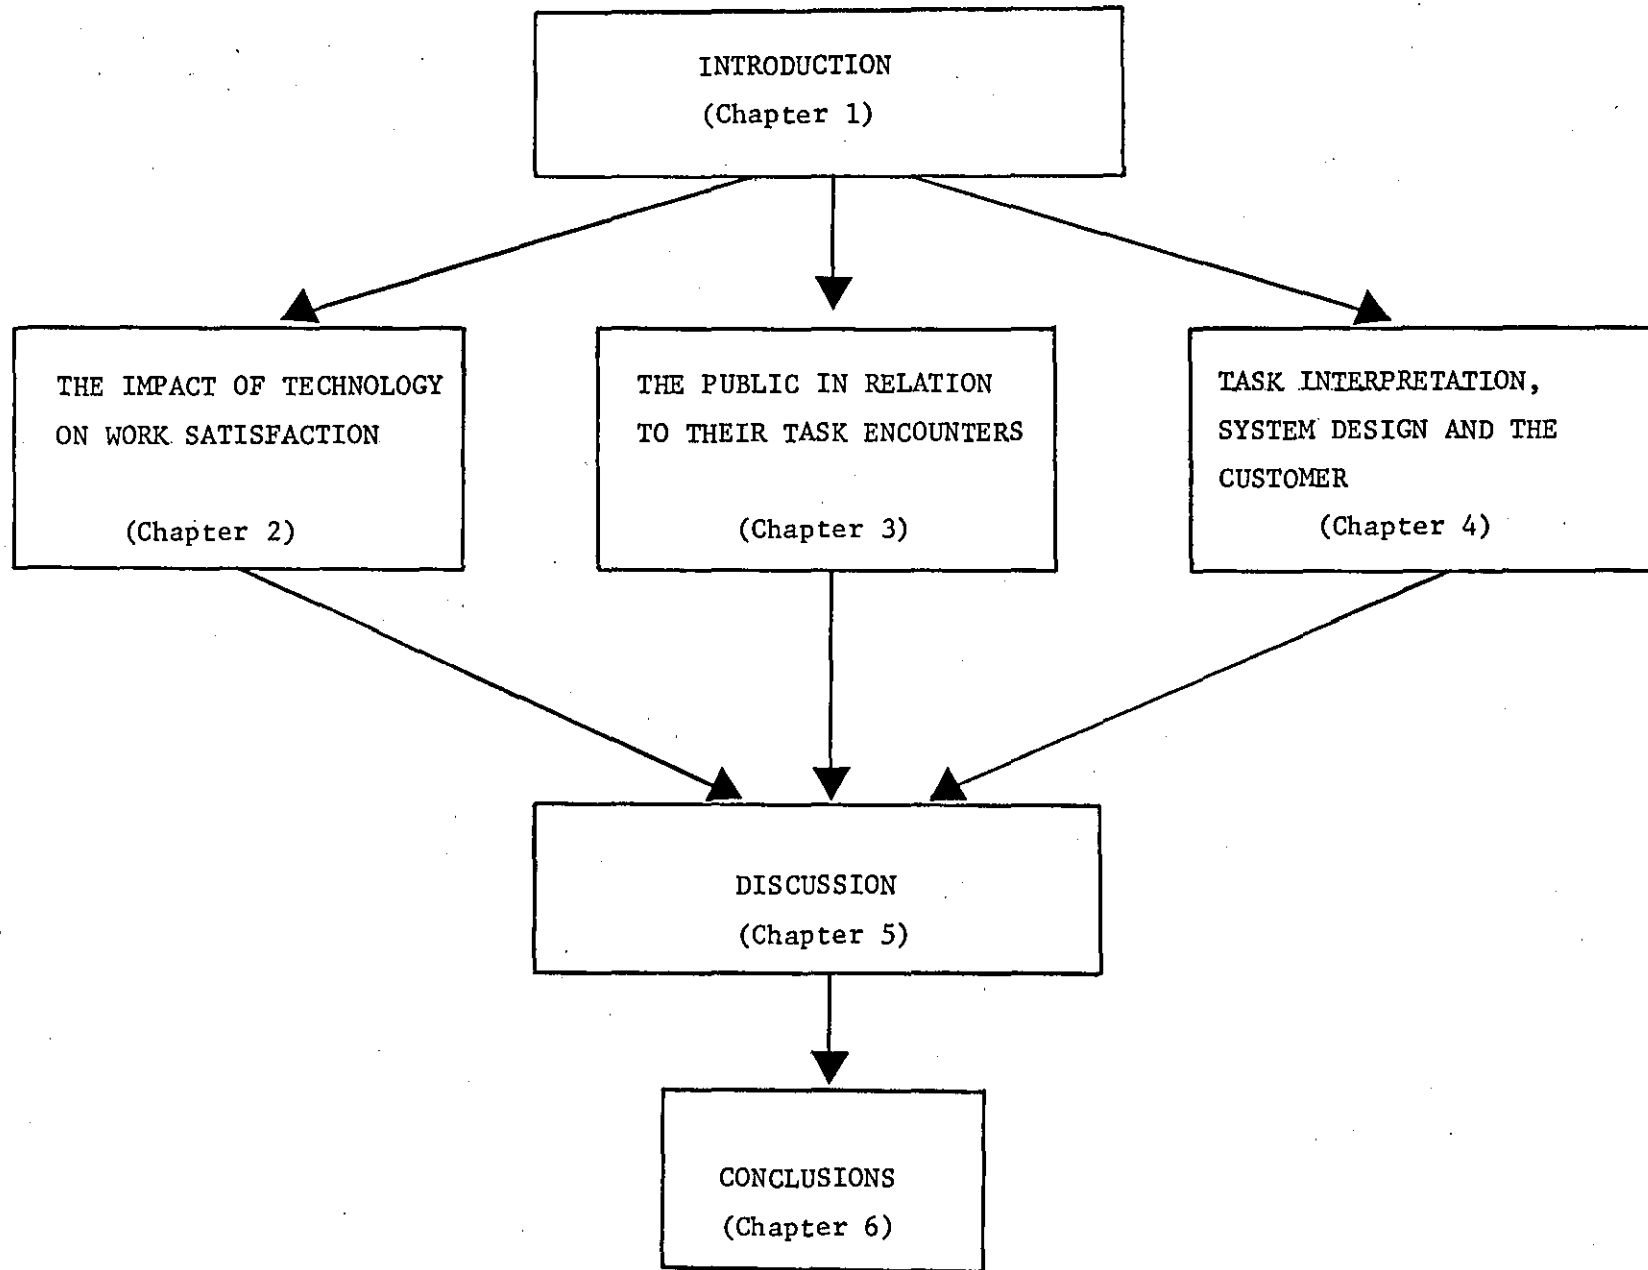 INTRODUCTION
(Chapter 1)
THE IMPACT OF TECHNOLOGY
ON WORK SATISFACTION
(Chapter 2)
THE PUBLIC IN RELATION
TO THEIR TASK ENCOUNTERS
(Chapter 3)
TASK INTERPRETATION,
SYSTEM DESIGN AND THE
CUSTOMER
(Chapter 4)
DISCUSSION
(Chapter 5)
CONCLUSIONS
(Chapter 6)